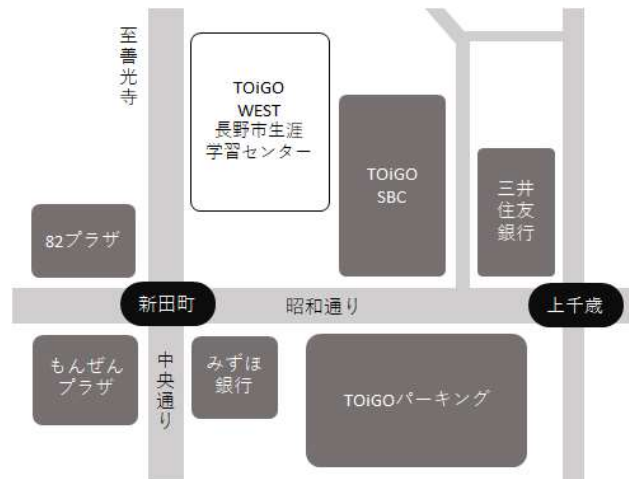 至善光寺
TOiGO
WEST
長野市生涯
学習センター
TOiGO
SBC
三井
住友
銀行
82プラザ
新田町
昭和通り
上千歳
もんぜん
プラザ
中央通り
みずほ
銀行
TOiGOパーキング